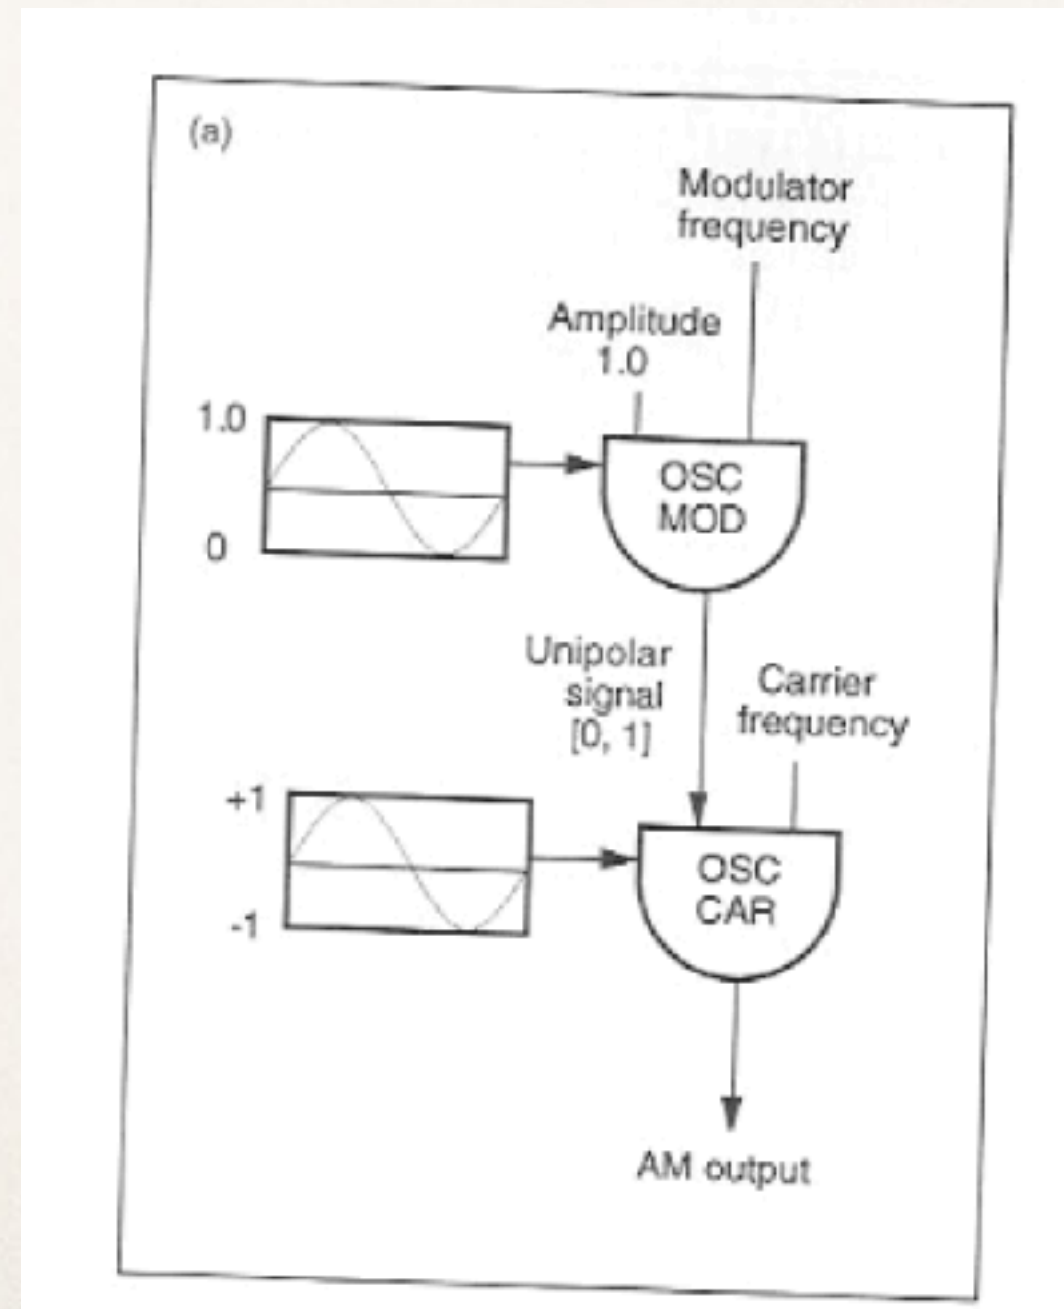 (a)
Modulator
frequency
Amplitude
1.0
1.0
0
OSC
MOD
Unipolar
signal
[0, 1]
Carrier
frequency
+1
-1
OSC
CAR
AM output